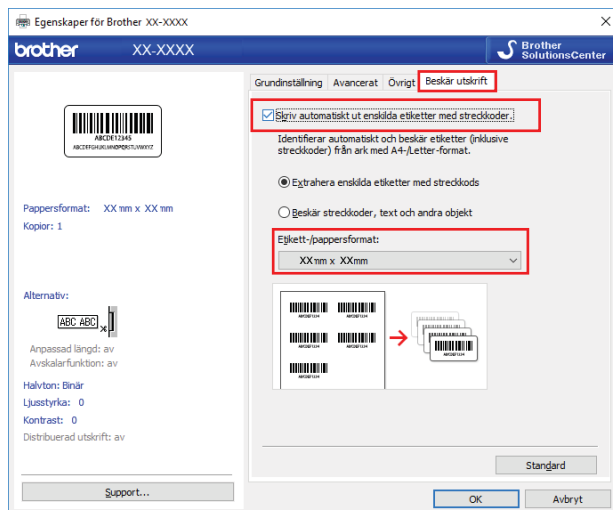 Egenskaper för Brother XX-XXXX
brother XX-XXXX
Brother
SolutionsCenter
Grundinställning Avancerat Övrigt Beskär utskrift
ABCDE12345
ABCDEFGHIJKLMNOPQRSTUVWXYZ
Pappersformat: XX mm x XX mm
Kopior: 1
Alternativ:
ABC ABC
Anpassad längd: av
Avskalarfunktion: av
Halvton: Binär
Ljusstyrka: 0
Kontrast: 0
Distribuerad utskrift: av
Support...
Skriv automatiskt ut enskilda etiketter med streckkoder.
Identifierar automatiskt och beskär etiketter (inklusive
streckkoder) från ark med A4-/Letter-format.
Extrahera enskilda etiketter med streckkods
Beskär streckkoder, text och andra objekt
Etikett-/pappersformat:
XX mm x XXmm
Standard
OK Avbryt